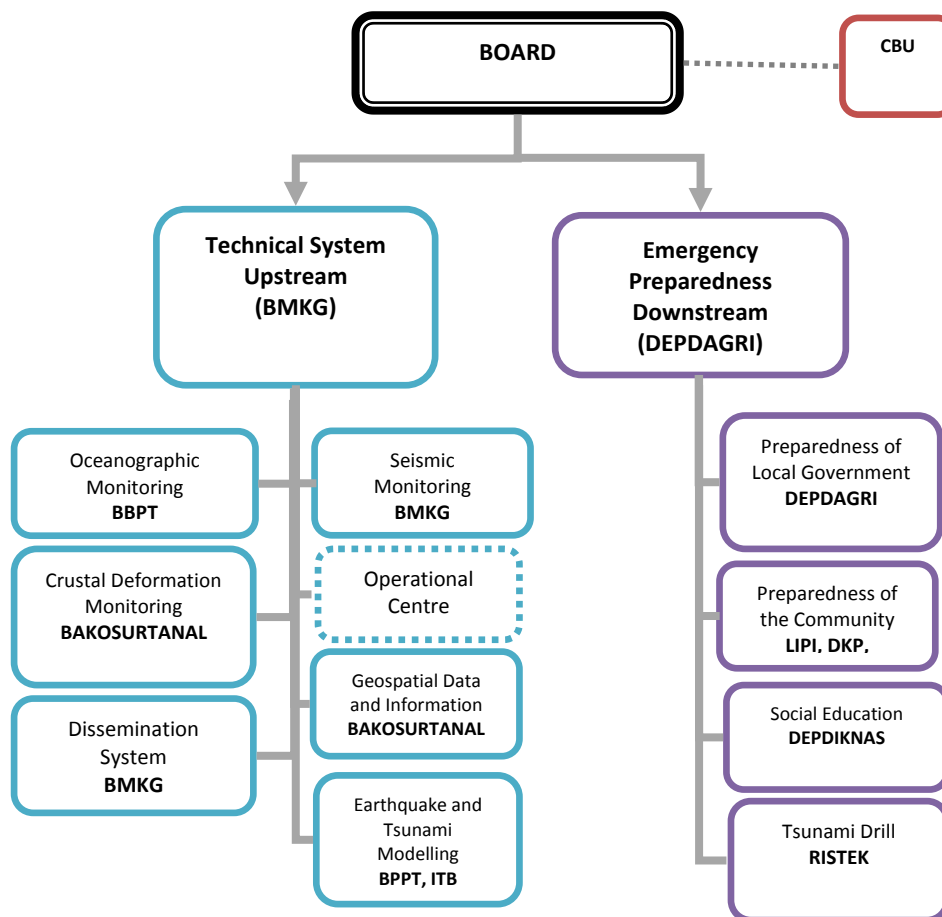 BOARD
CBU
Technical System
Upstream
(BMKG)
Emergency
Preparedness
Downstream
(DEPDAGRI)
Oceanographic
Monitoring
BBPT
Seismic
Monitoring
BMKG
Crustal Deformation
Monitoring
BAKOSURTANAL
Operational
Centre
Geospatial Data
and Information
BAKOSURTANAL
Dissemination
System
BMKG
Earthquake and
Tsunami
Modelling
BPPT, ITB
Preparedness of
Local Government
DEPDAGRI
Preparedness of
the Community
LIPI, DKP,
Social Education
DEPDIKNAS
Tsunami Drill
RISTEK